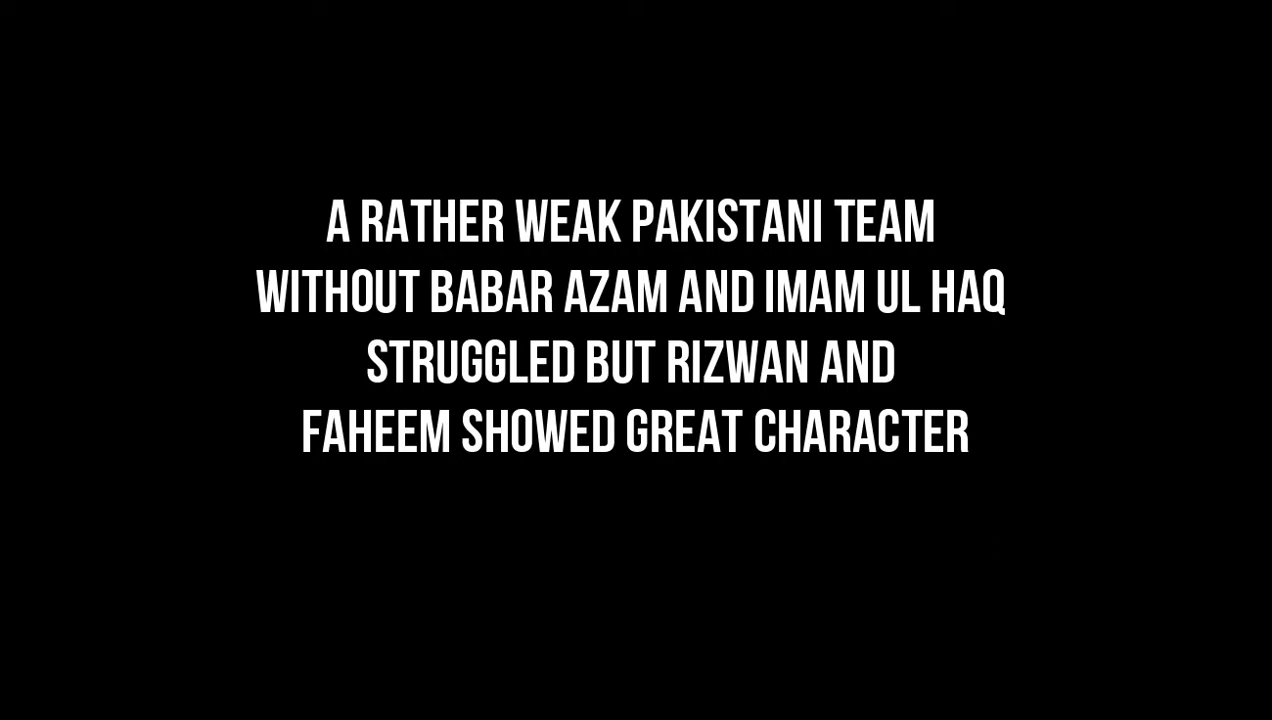 A RATHER WEAK PAKISTANI TEAM
WITHOUT BABAR AZAM AND IMAM UL HAQ
STRUGGLED BUT RIZWAN AND
FAHEEM SHOWED GREAT CHARACTER